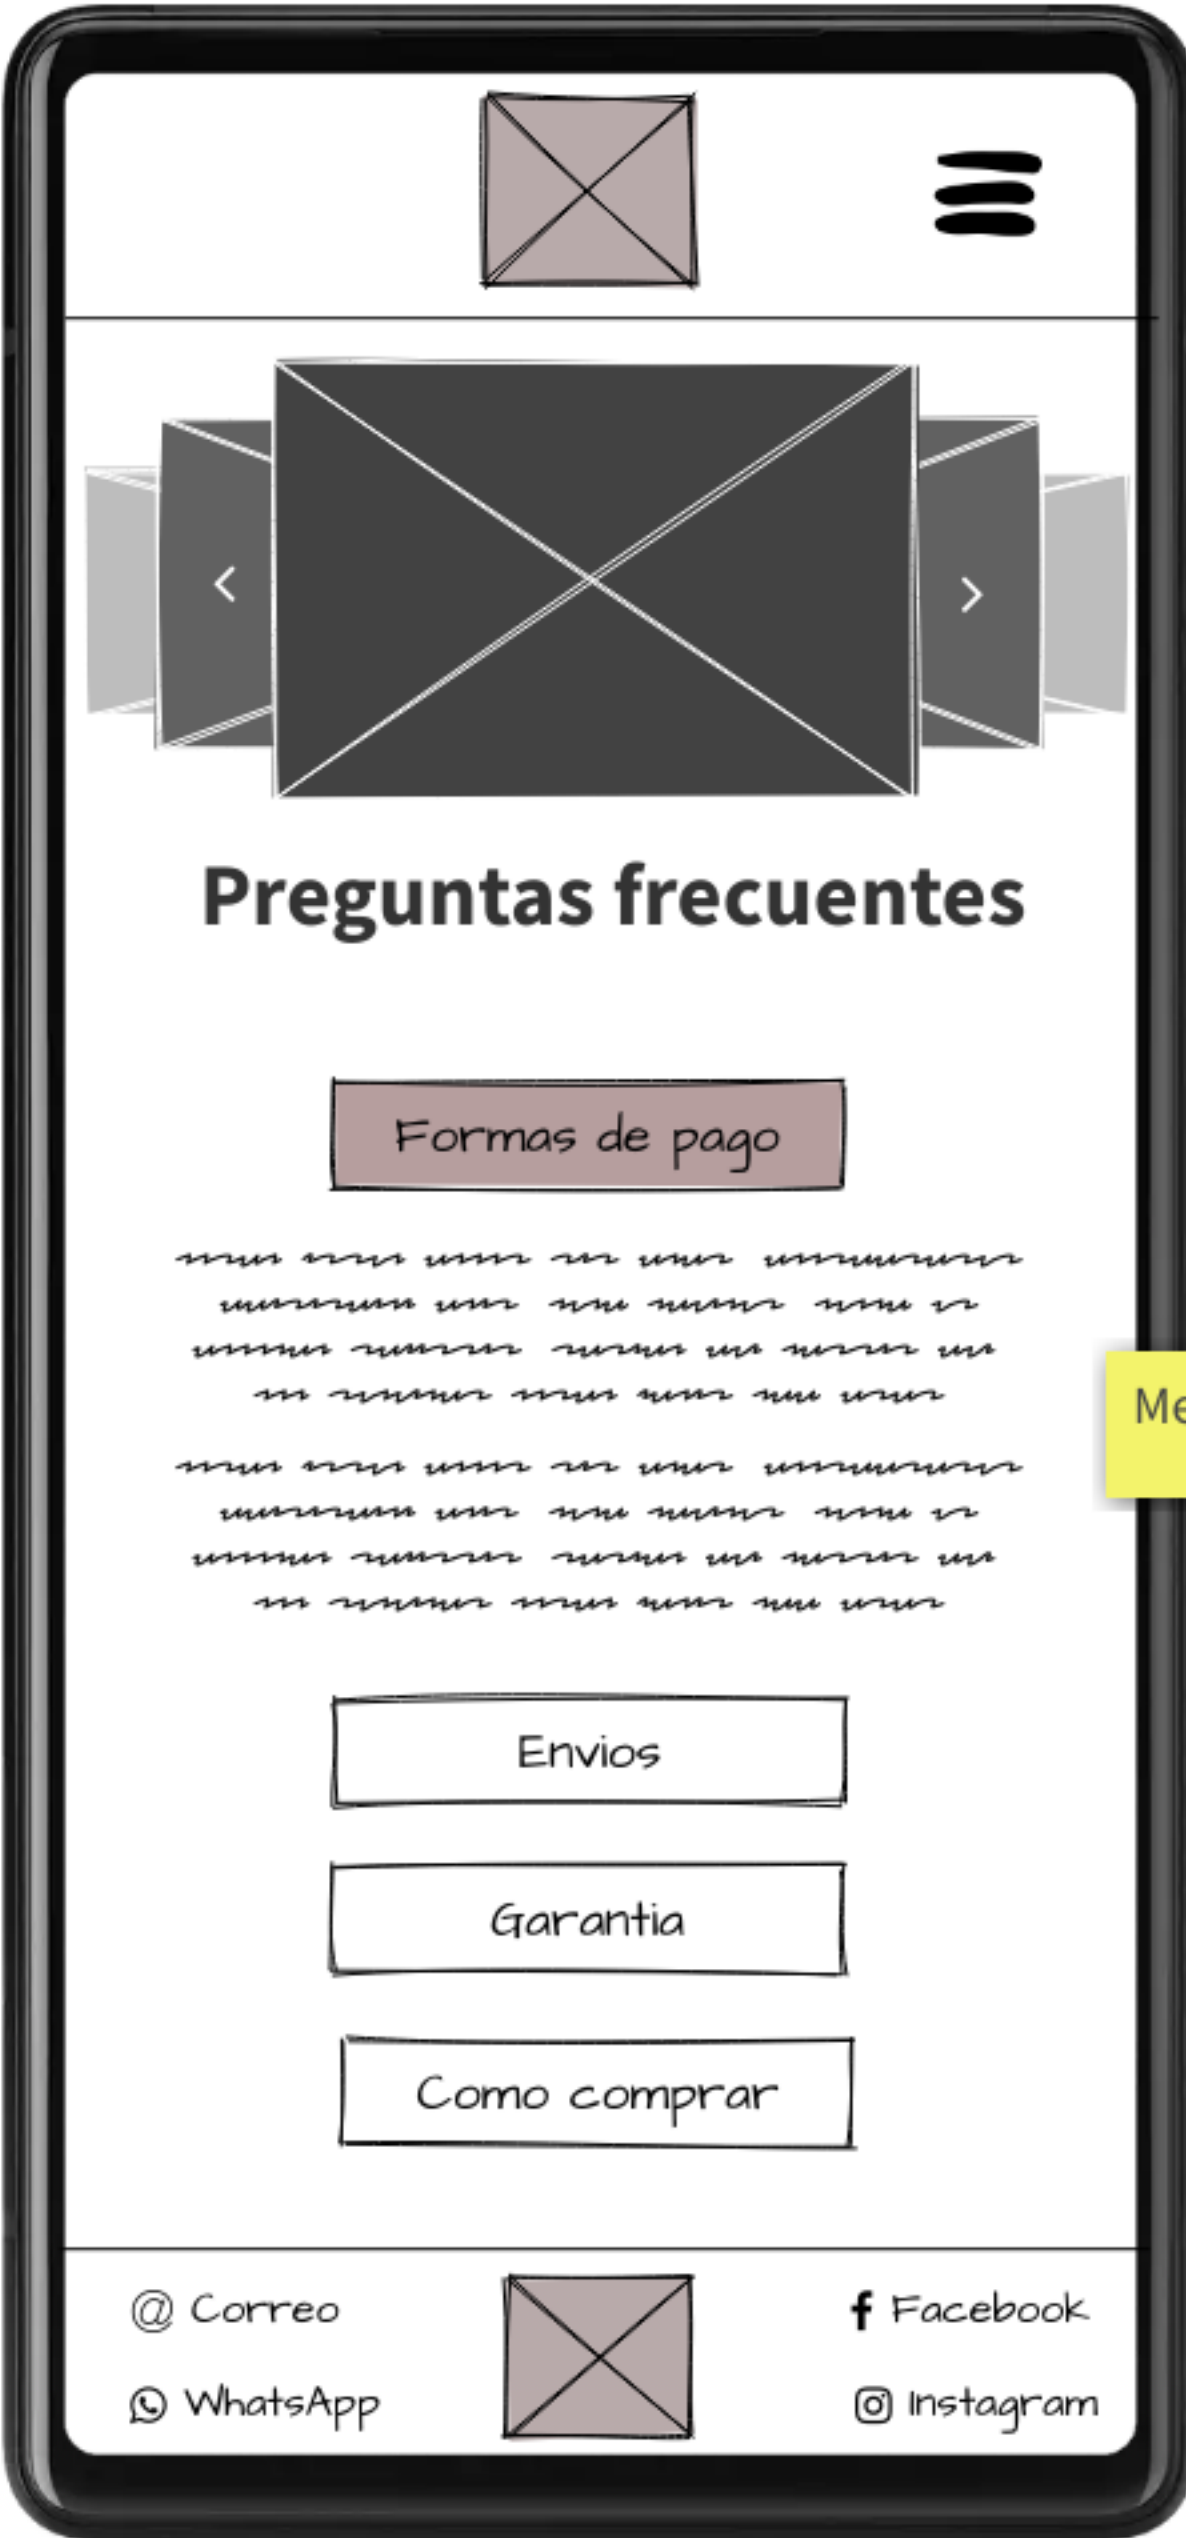 Preguntas frecuentes
Formas de pago
Envios
Garantia
Como comprar
@ Correo
Facebook
WhatsApp
Instagram